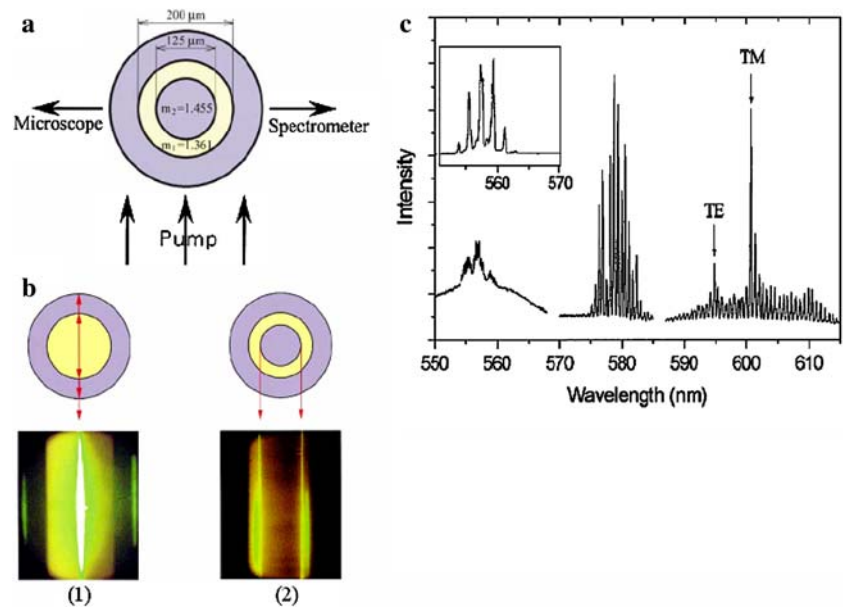 a
200 μm
125 μm
m₂=1.455
m₁=1.361
Microscope
Spectrometer
Pump
b
(1)
(2)
c
Intensity
TM
TE
560
570
550
560
570
580
590
600
610
Wavelength (nm)